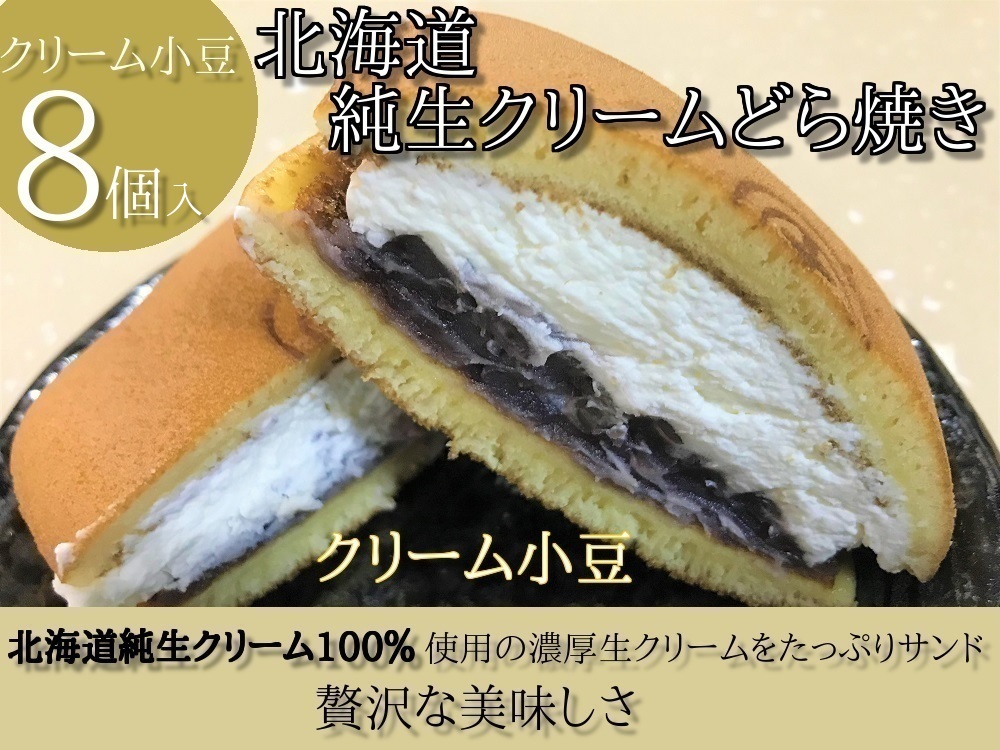 クリーム小豆
8個入
北海道
純生クリームどら焼き
クリーム小豆
北海道純生クリーム100% 使用の濃厚生クリームをたっぷりサンド
贅沢な美味しさ